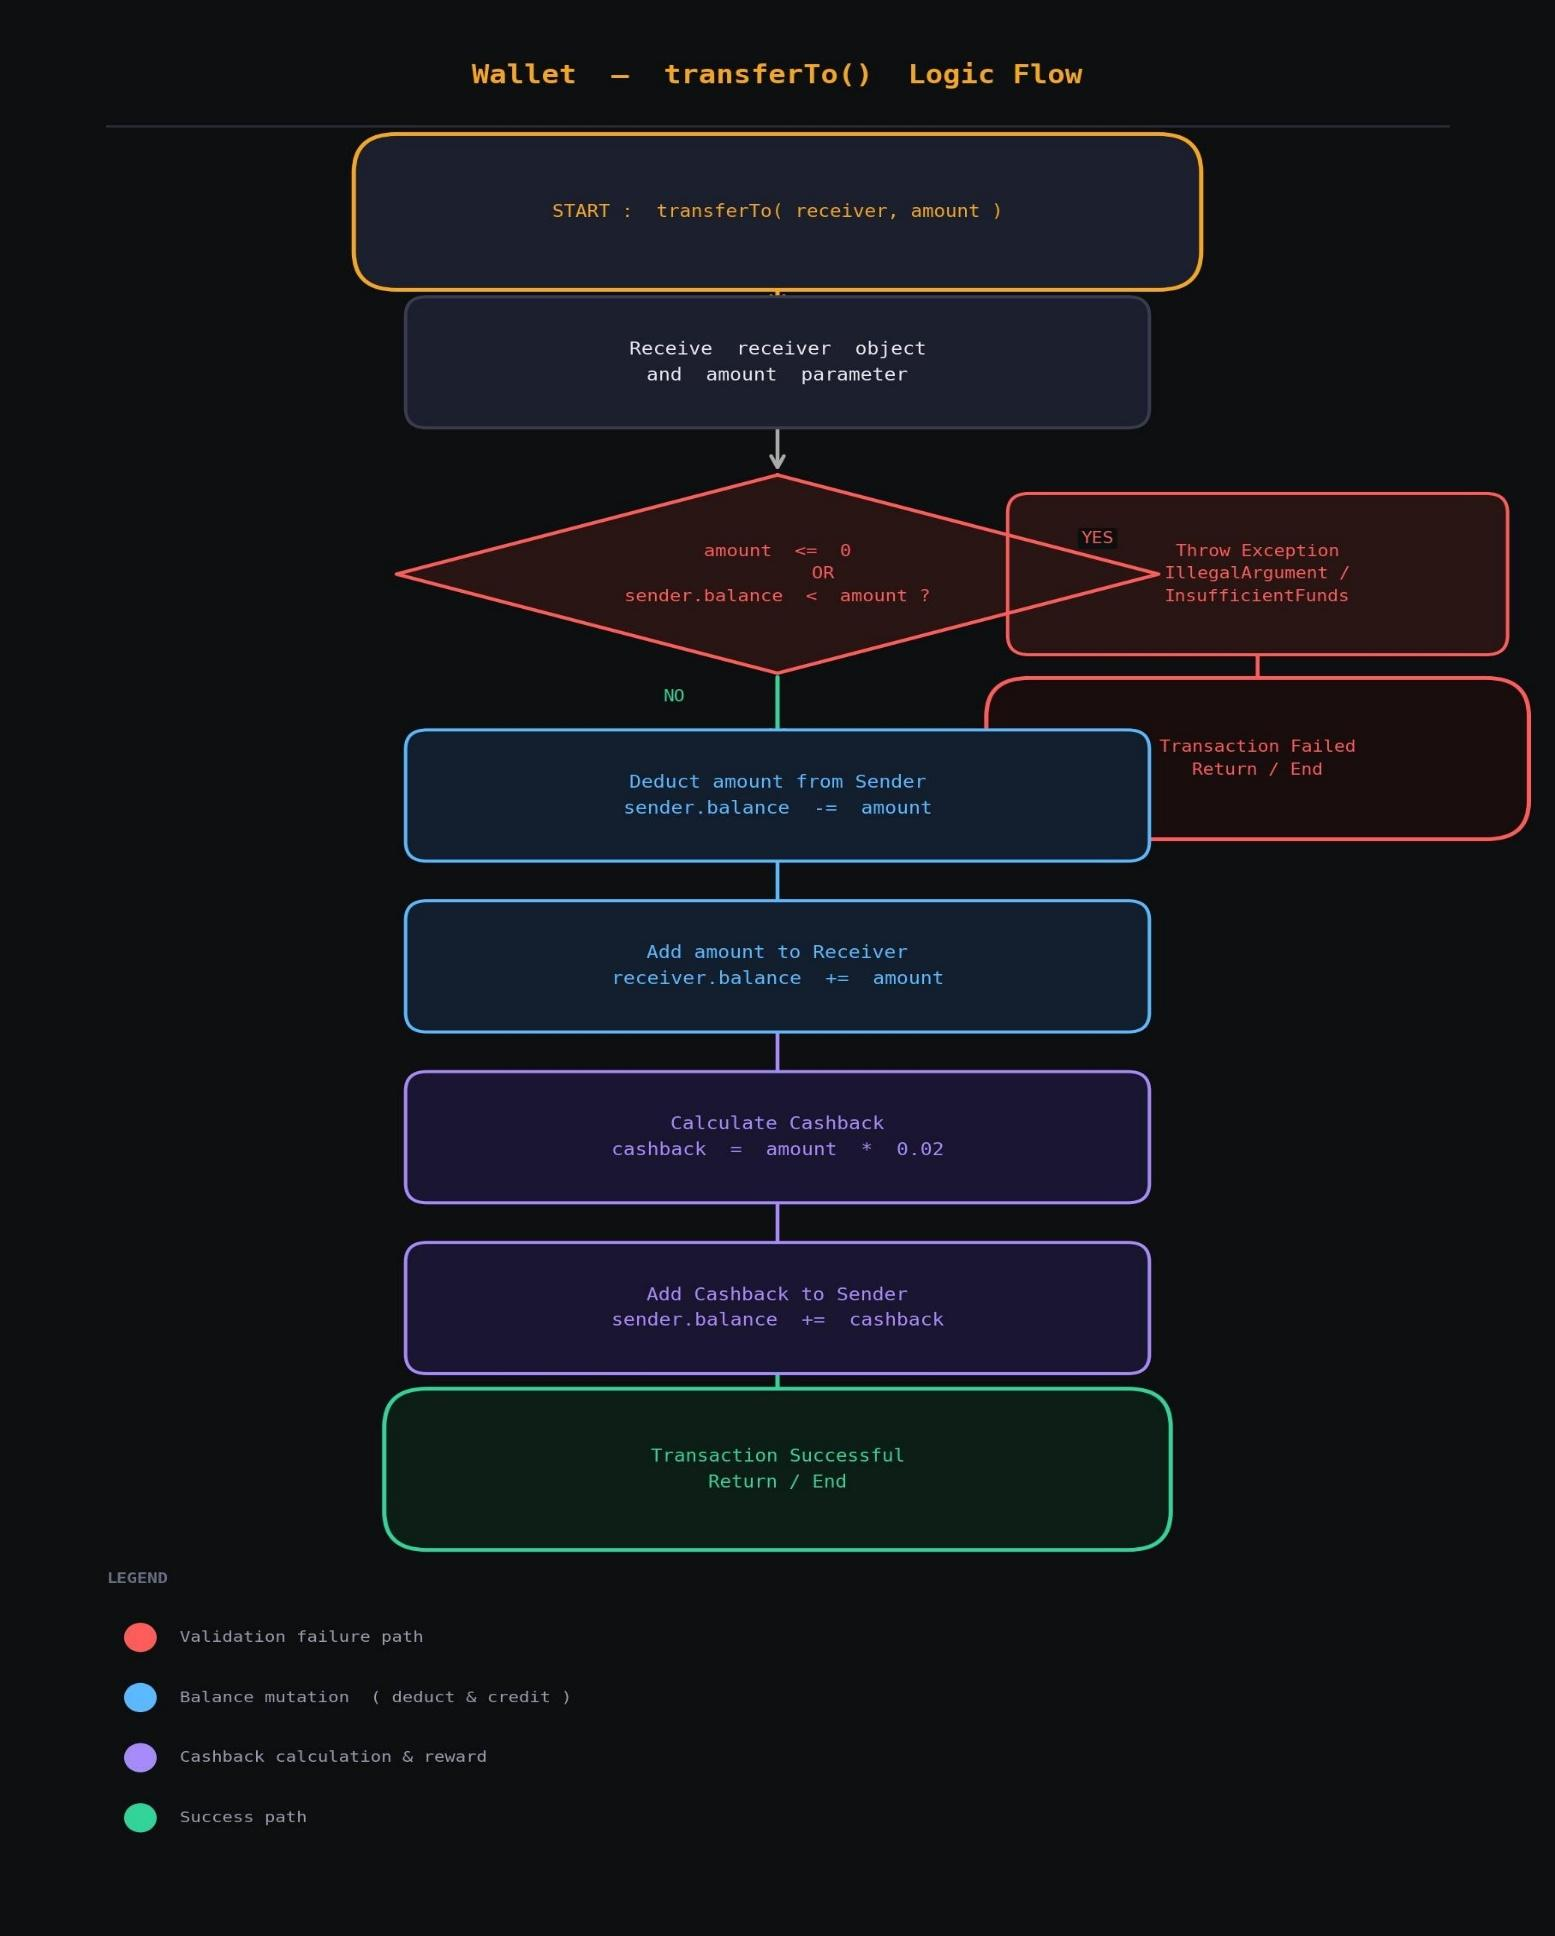 Wallet – transferTo() Logic Flow
START : transferTo( receiver, amount )
Receive receiver object
and amount parameter
amount <= 0
OR
sender.balance < amount ?
YES
Throw Exception
IllegalArgument /
InsufficientFunds
NO
Transaction Failed
Return / End
Deduct amount from Sender
sender.balance -= amount
Add amount to Receiver
receiver.balance += amount
Calculate Cashback
cashback = amount * 0.02
Add Cashback to Sender
sender.balance += cashback
Transaction Successful
Return / End
LEGEND
Validation failure path
Balance mutation ( deduct & credit )
Cashback calculation & reward
Success path